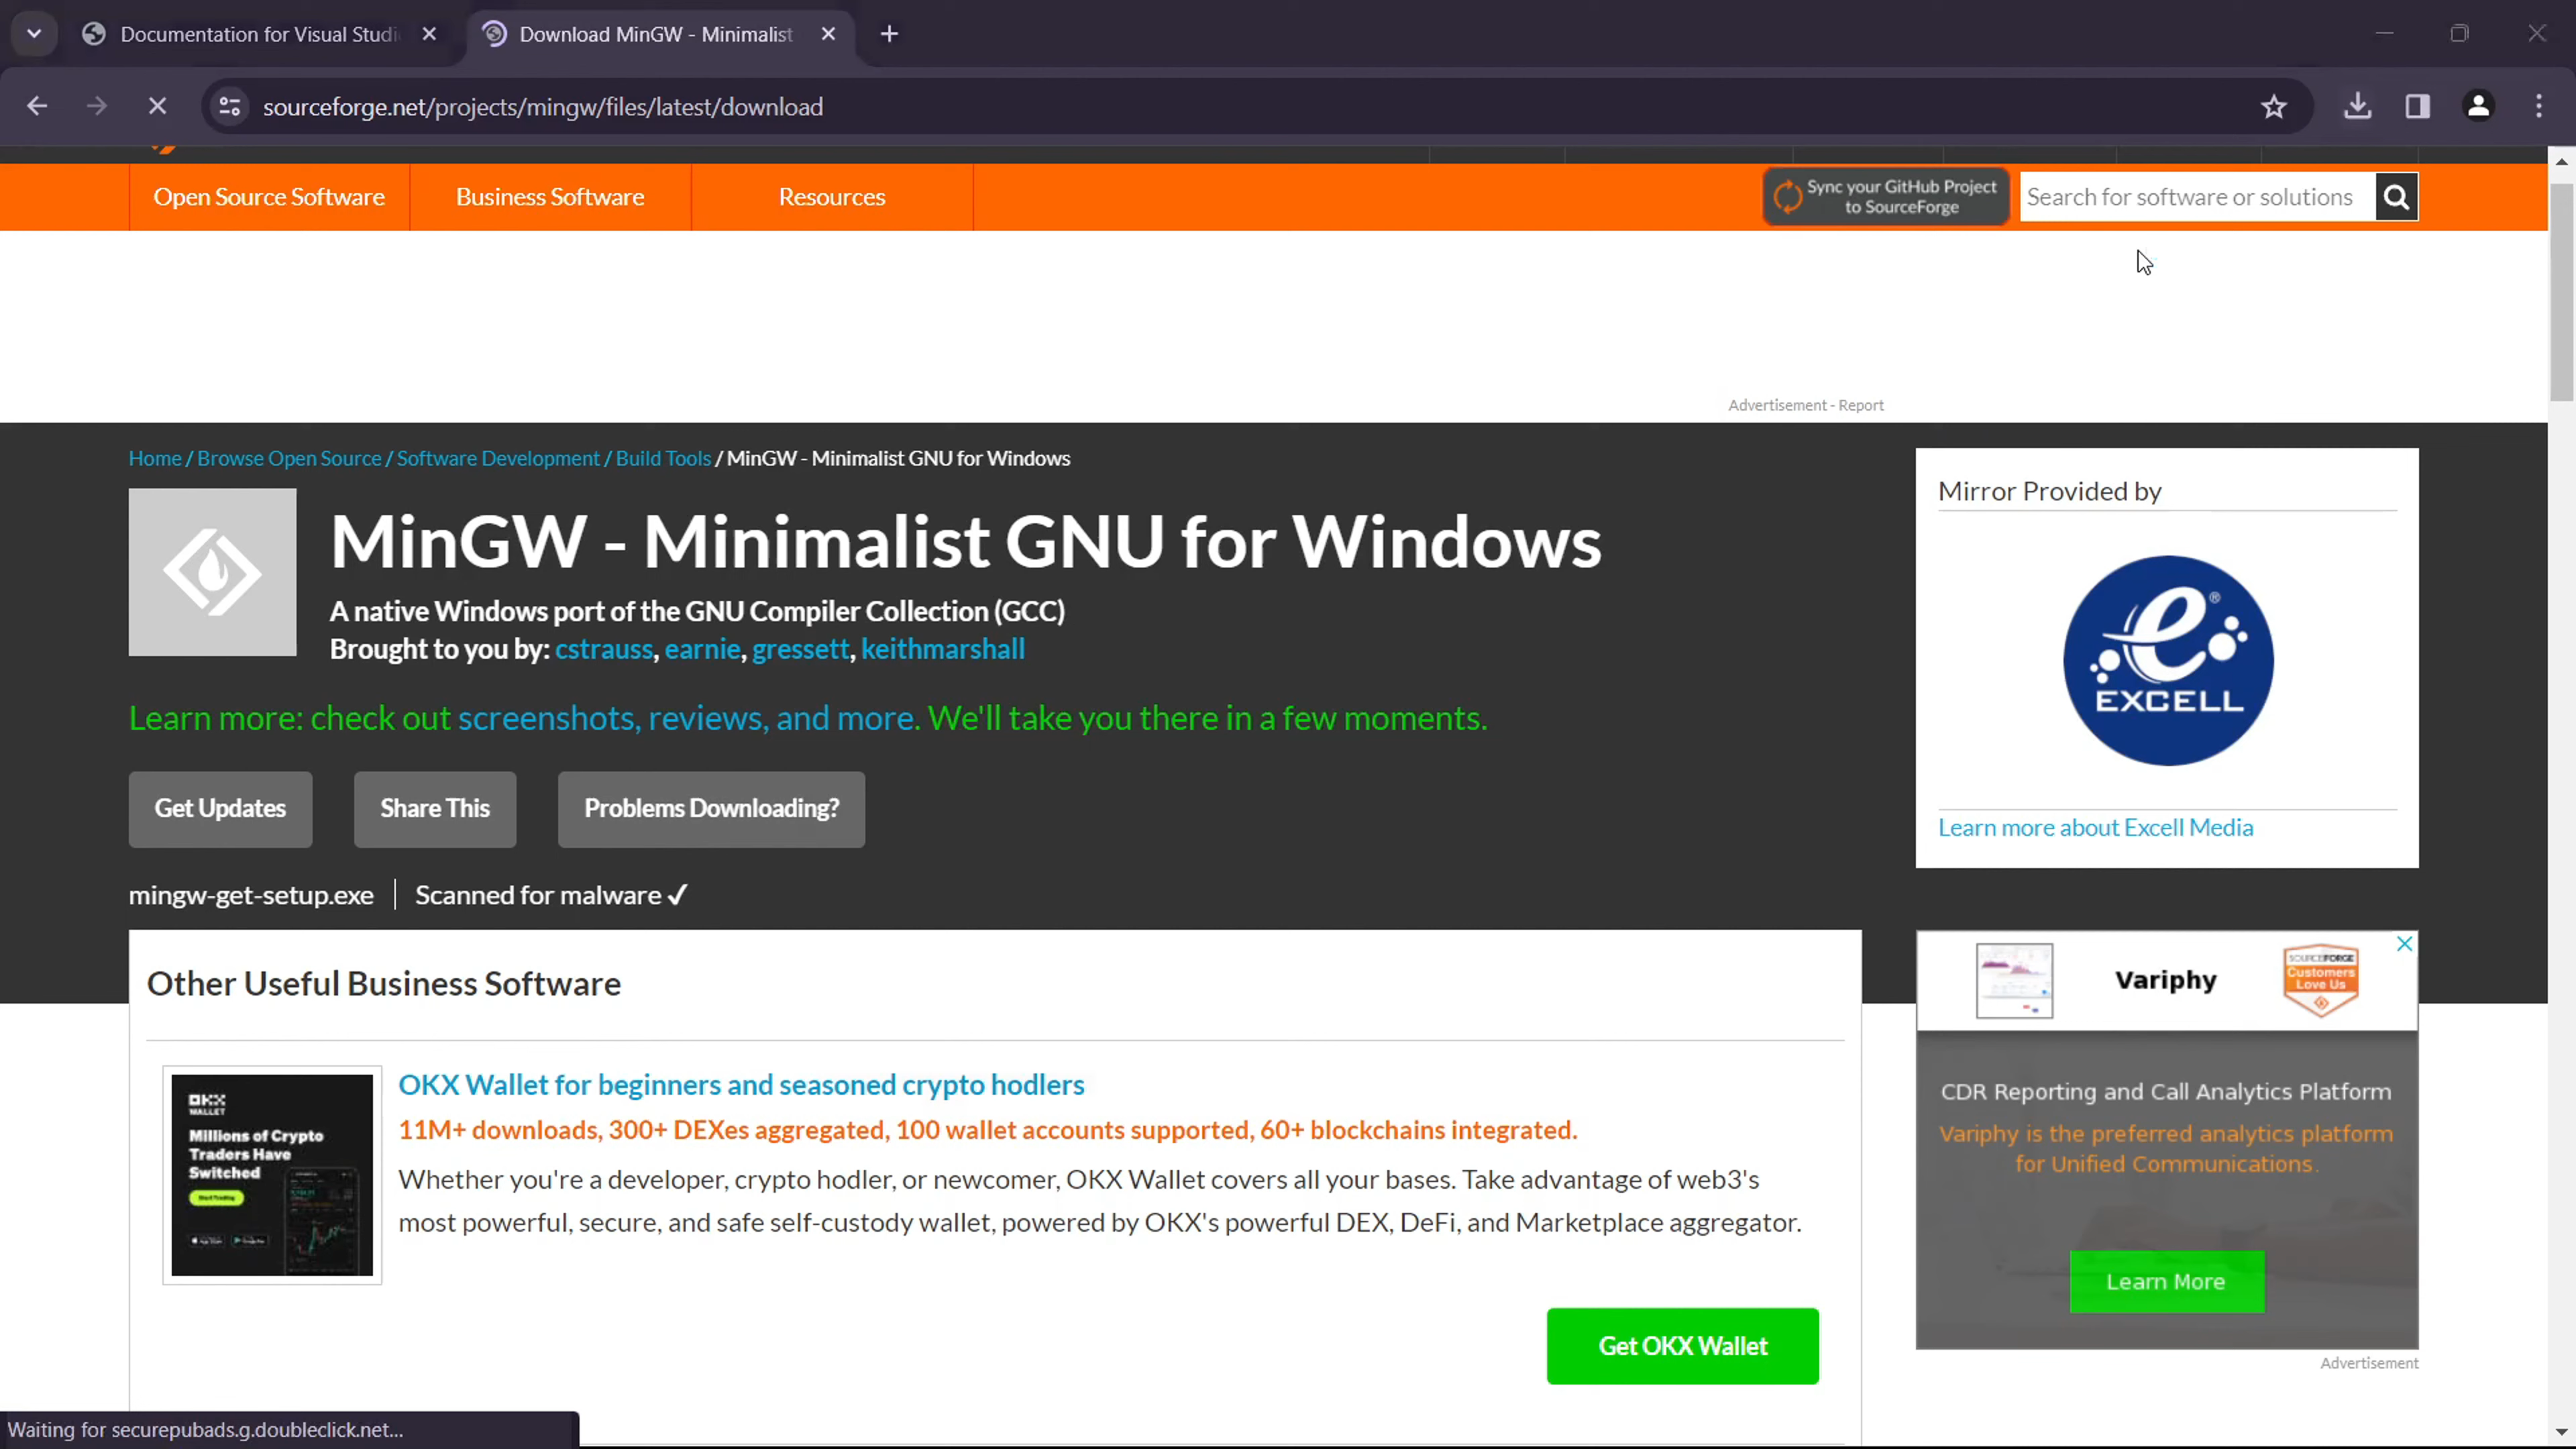 Documentation for Visual Studi
Download MinGW - Minimalist
sourceforge.net/projects/mingw/files/latest/download
Open Source Software
Business Software
Resources
Sync your GitHub Project
to SourceForge
Search for software or solutions
Advertisement - Report
Home / Browse Open Source / Software Development / Build Tools / MinGW - Minimalist GNU for Windows
MinGW - Minimalist GNU for Windows
A native Windows port of the GNU Compiler Collection (GCC)
Brought to you by: cstrauss, earnie, gressett, keithmarshall
Learn more: check out screenshots, reviews, and more. We'll take you there in a few moments.
Get Updates
Share This
Problems Downloading?
mingw-get-setup.exe
Scanned for malware ✓
Mirror Provided by
e ®
EXCELL
Learn more about Excell Media
Other Useful Business Software
OKX
WALLET
Millions of Crypto
Traders Have
Switched
OKX Wallet for beginners and seasoned crypto hodlers
11M+ downloads, 300+ DEXes aggregated, 100 wallet accounts supported, 60+ blockchains integrated.
Whether you're a developer, crypto hodler, or newcomer, OKX Wallet covers all your bases. Take advantage of web3's
most powerful, secure, and safe self-custody wallet, powered by OKX's powerful DEX, DeFi, and Marketplace aggregator.
Get OKX Wallet
Variphy
SOURCEFORGE
Customers
Love Us
CDR Reporting and Call Analytics Platform
Variphy is the preferred analytics platform
for Unified Communications.
Learn More
Advertisement
Waiting for securepubads.g.doubleclick.net...